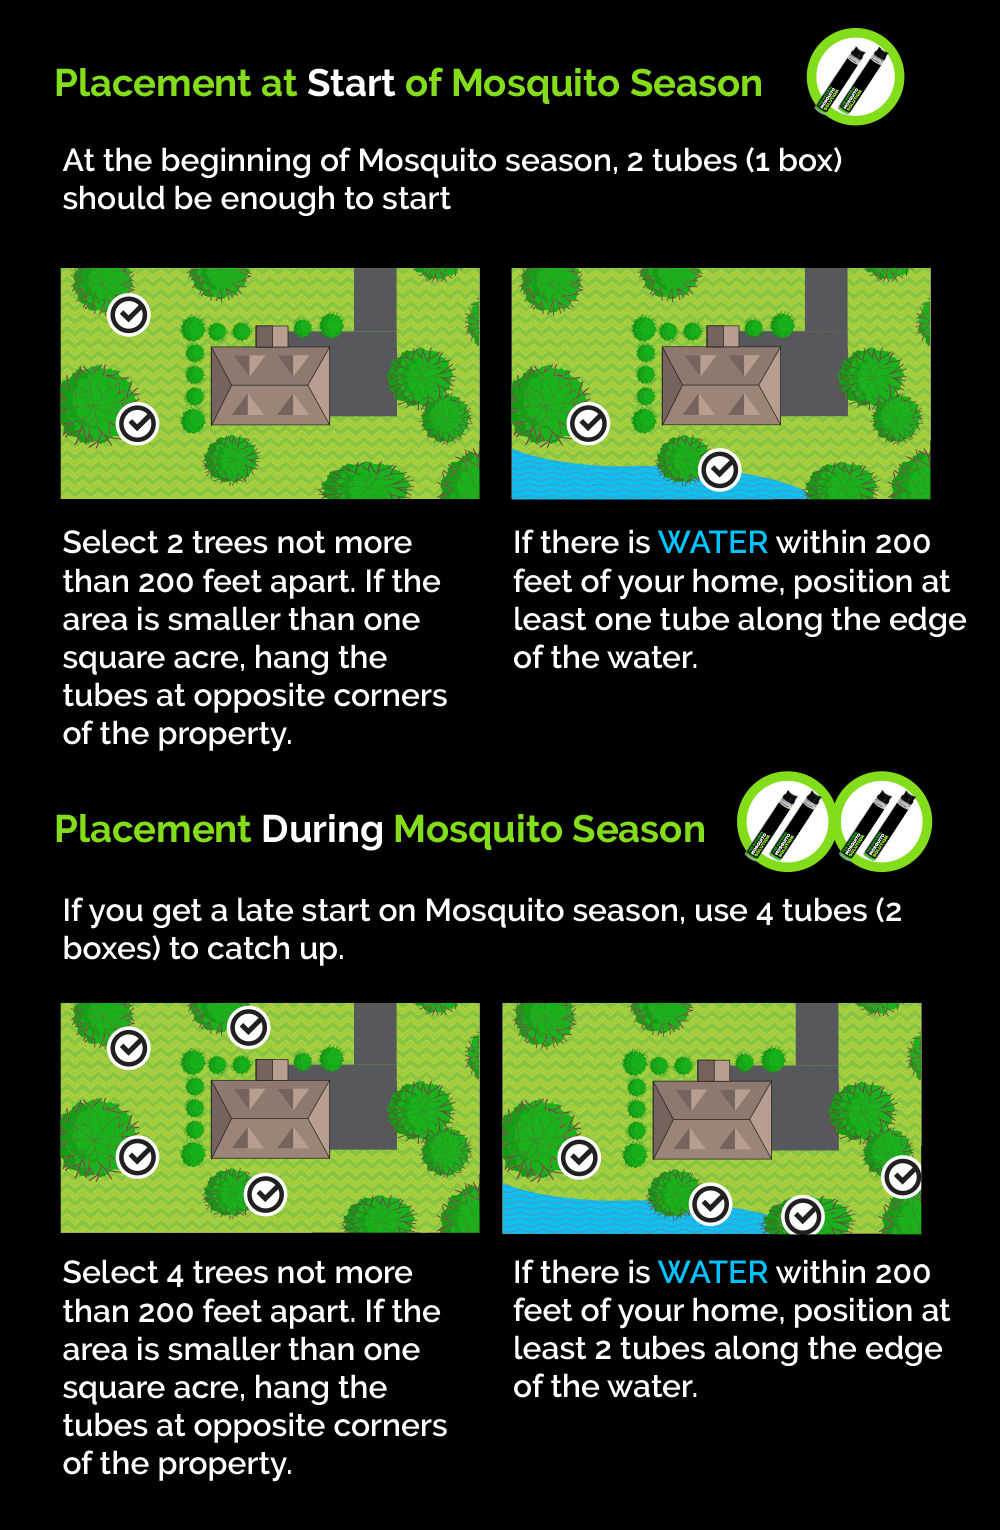 Placement at Start of Mosquito Season
At the beginning of Mosquito season, 2 tubes (1 box)
should be enough to start
Select 2 trees not more
than 200 feet apart. If the
area is smaller than one
square acre, hang the
tubes at opposite corners
of the property.
If there is WATER within 200
feet of your home, position at
least one tube along the edge
of the water.
Placement During Mosquito Season
If you get a late start on Mosquito season, use 4 tubes (2
boxes) to catch up.
Select 4 trees not more
than 200 feet apart. If the
area is smaller than one
square acre, hang the
tubes at opposite corners
of the property.
If there is WATER within 200
feet of your home, position at
least 2 tubes along the edge
of the water.